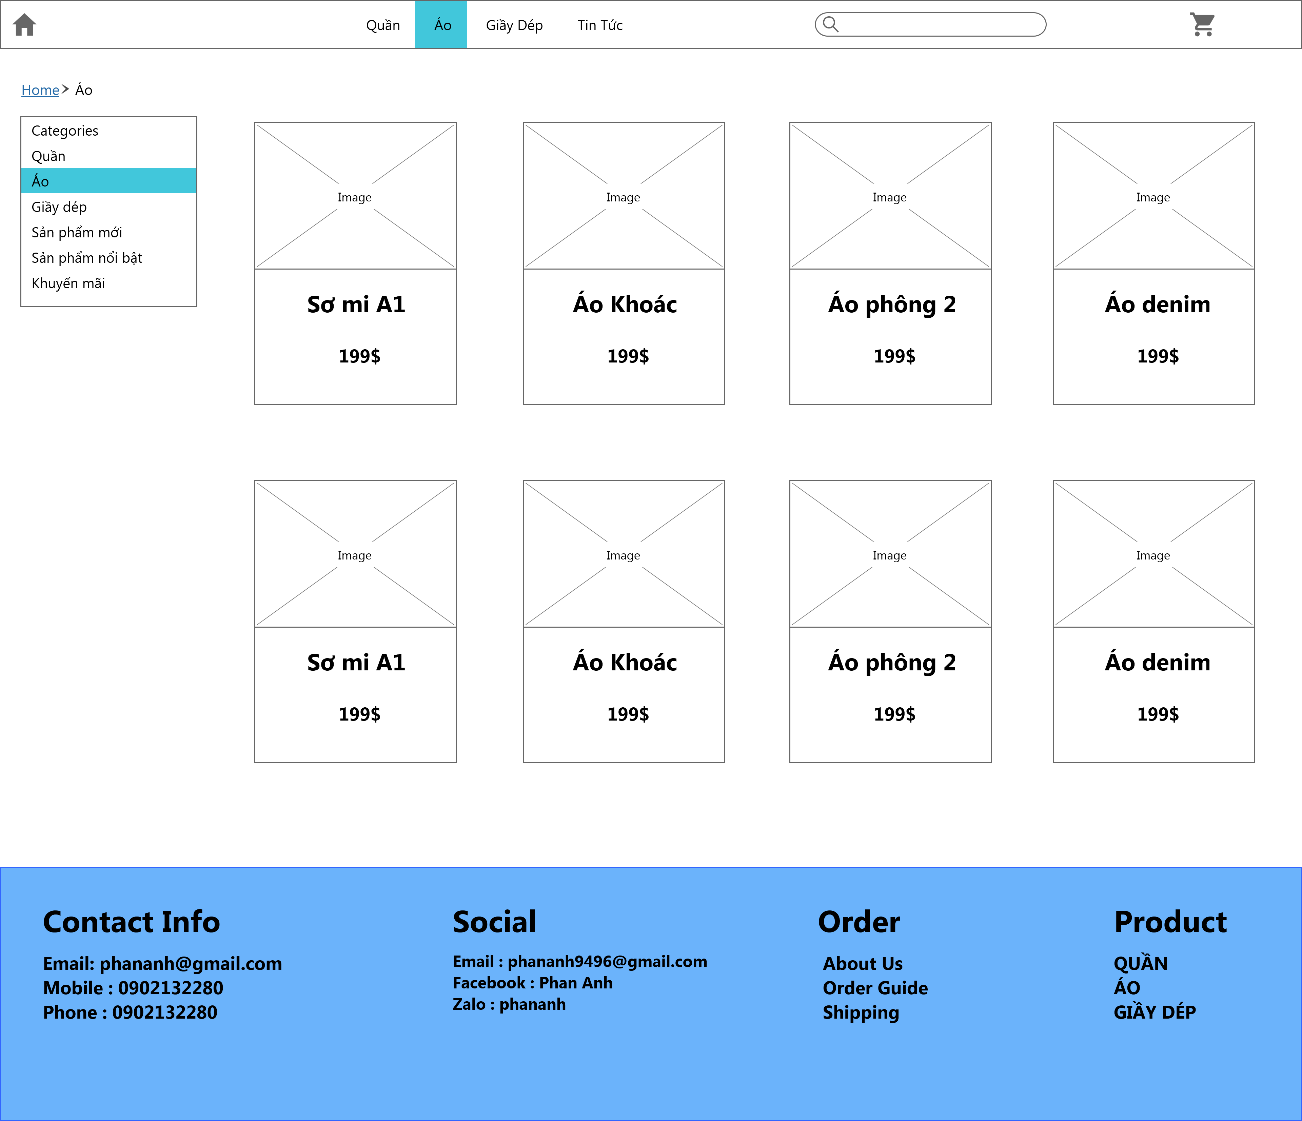 Quần Áo Giầy Dép Tin Tức
Home Áo
Categories
Quần
Áo
Giầy dép
Sản phẩm mới
Sản phẩm nổi bật
Khuyến mãi
Image Image Image Image
Sơ mi A1 Áo Khoác Áo phông 2 Áo denim
199$ 199$ 199$ 199$
Image Image Image Image
Sơ mi A1 Áo Khoác Áo phông 2 Áo denim
199$ 199$ 199$ 199$
Contact Info
Email: phananh@gmail.com
Mobile : 0902132280
Phone : 0902132280
Social
Email : phananh9496@gmail.com
Facebook : Phan Anh
Zalo : phananh
Order
About Us
Order Guide
Shipping
Product
QUẦN
ÁO
GIẦY DÉP